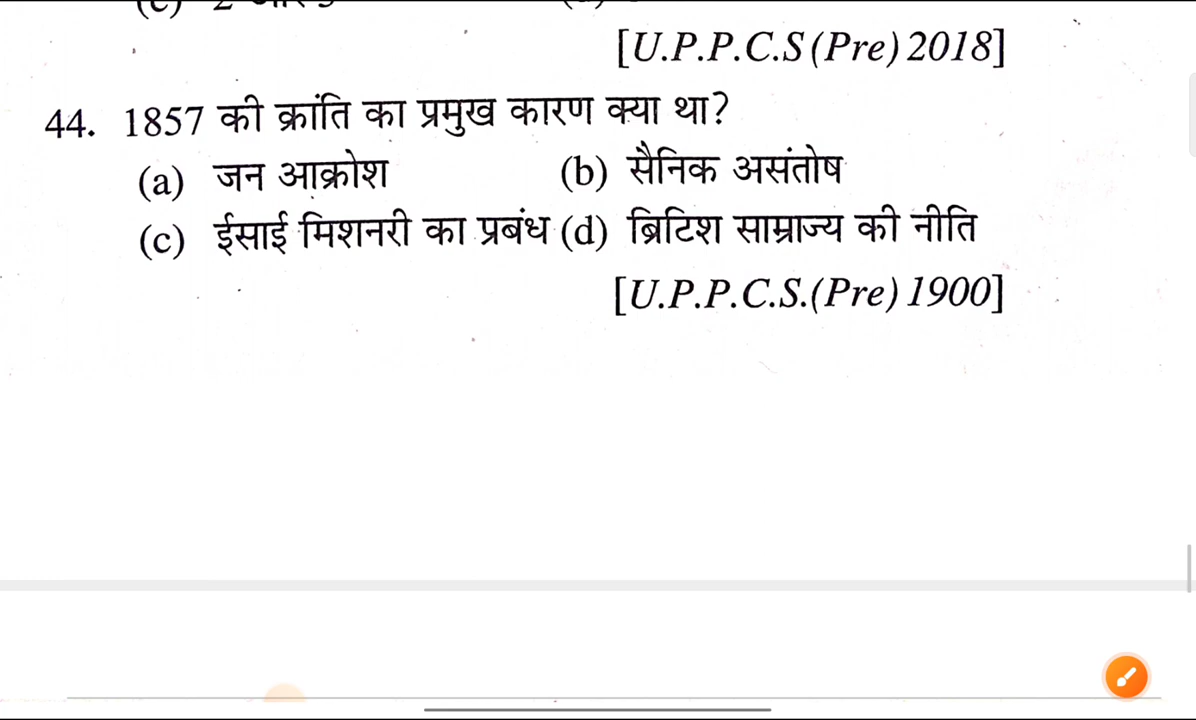 [U.P.P.C.S (Pre) 2018]
44. 1857 की क्रांति का प्रमुख कारण क्या था?
(a) जन आक्रोश (b) सैनिक असंतोष
(c) ईसाई मिशनरी का प्रबंध (d) ब्रिटिश साम्राज्य की नीति
[U.P.P.C.S.(Pre) 1900]